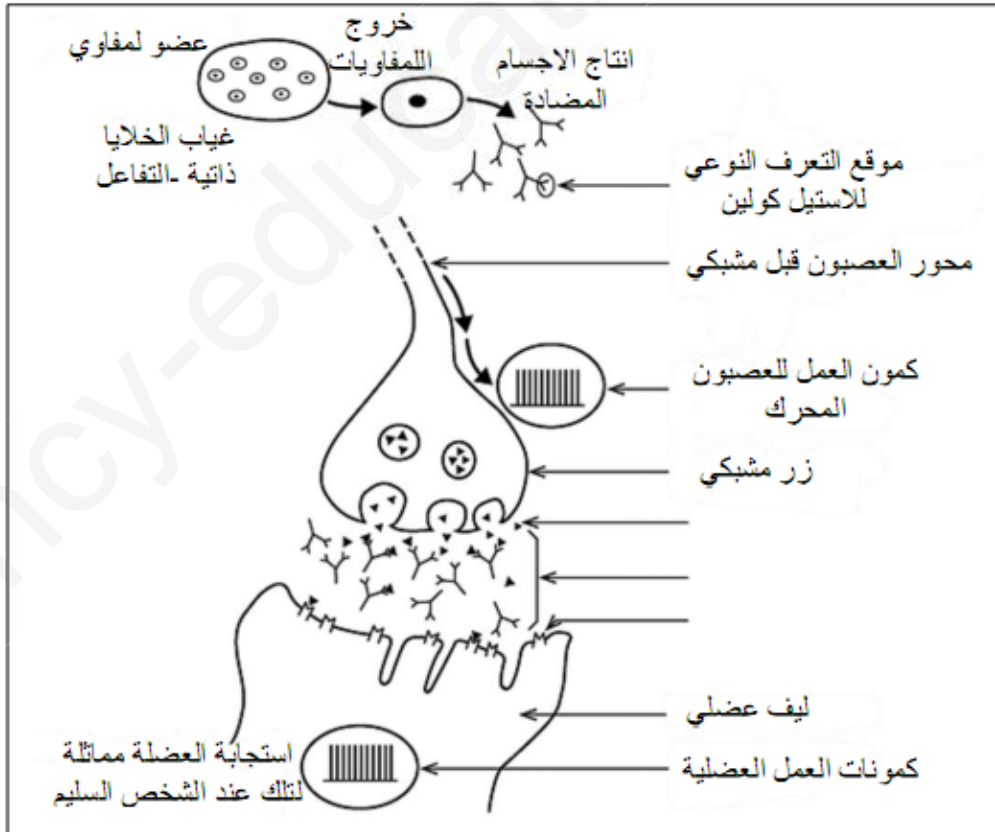 عضو لمفاوي
خروج
اللمفاويات
انتاج الاجسام
المضادة
غياب الخلايا
ذاتية -التفاعل
موقع التعرف النوعي
للاستيل كولين
محور العصبون قبل مشبكي
كمون العمل للعصبون
المحرك
زر مشبكي
ليف عضلي
كمونات العمل العضلية
استجابة العضلة مماثلة
لتلك عند الشخص السليم
ncy-educat